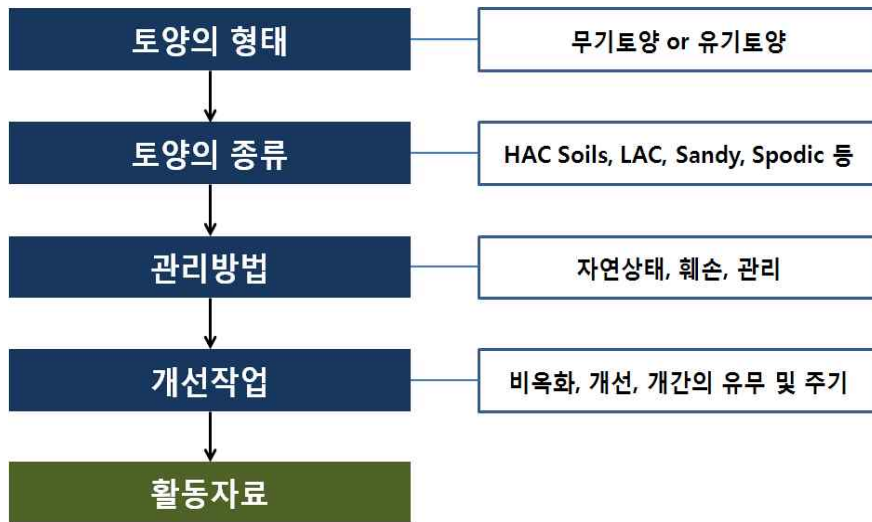 토양의 형태
무기토양 or 유기토양
토양의 종류
HAC Soils, LAC, Sandy, Spodic 등
관리방법
자연상태, 훼손, 관리
개선작업
비옥화, 개선, 개간의 유무 및 주기
활동자료